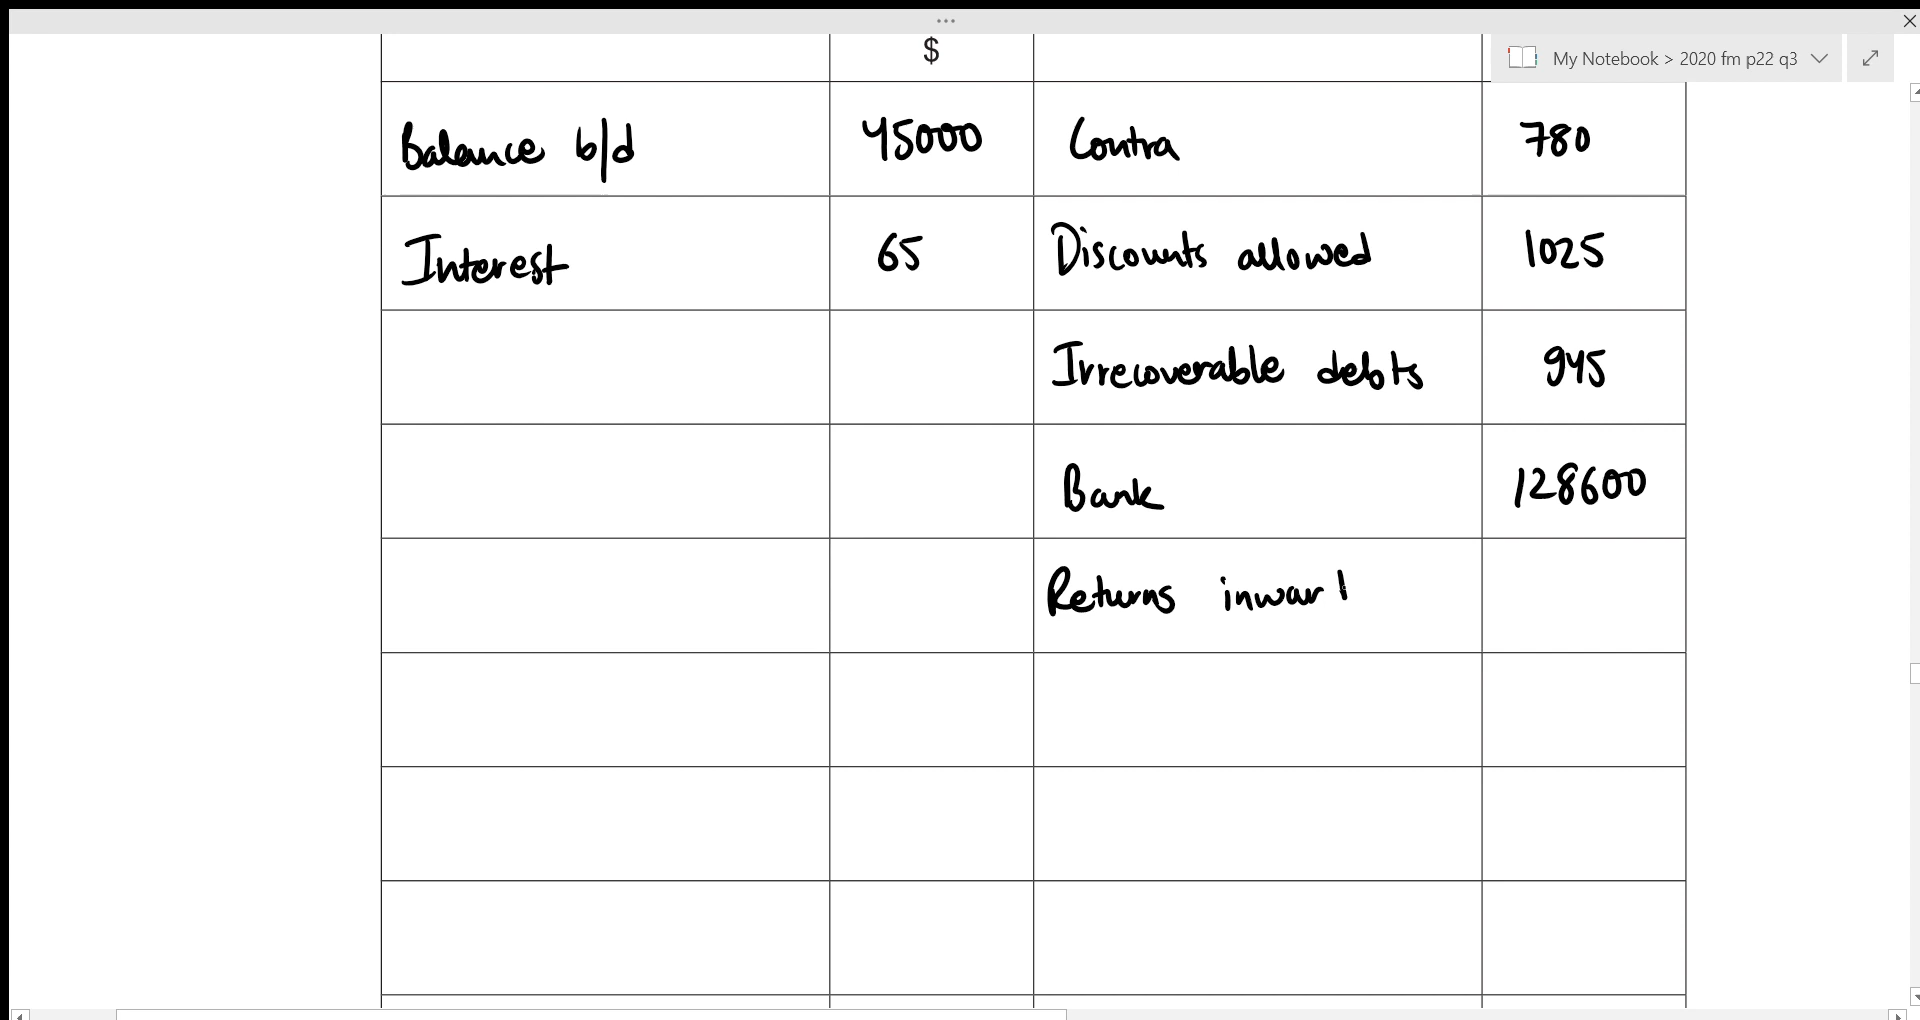 $
My Notebook > 2020 fm p22 q3
Balance b/d 45000 Contra 780
Interest 65 Discounts allowed 1025
Irrecoverable debts 945
Bank 128600
Returns inwar